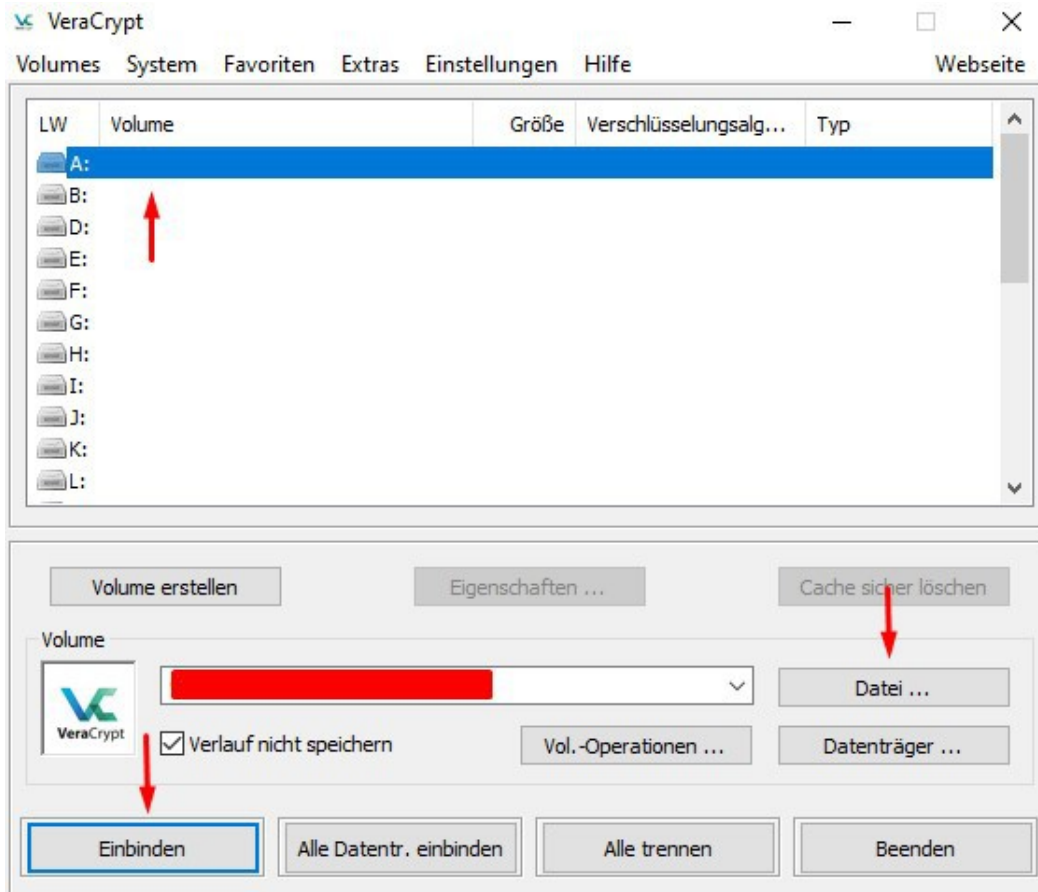 VeraCrypt
Volumes System Favoriten Extras Einstellungen Hilfe Webseite
LW Volume Größe Verschlüsselungsalg... Typ
A:
B:
D:
E:
F:
G:
H:
I:
J:
K:
L:
Volume erstellen Eigenschaften ... Cache sicher löschen
Volume
Datei ...
VeraCrypt
Verlauf nicht speichern Vol.-Operationen ... Datenträger ...
Einbinden Alle Datentr. einbinden Alle trennen Beenden